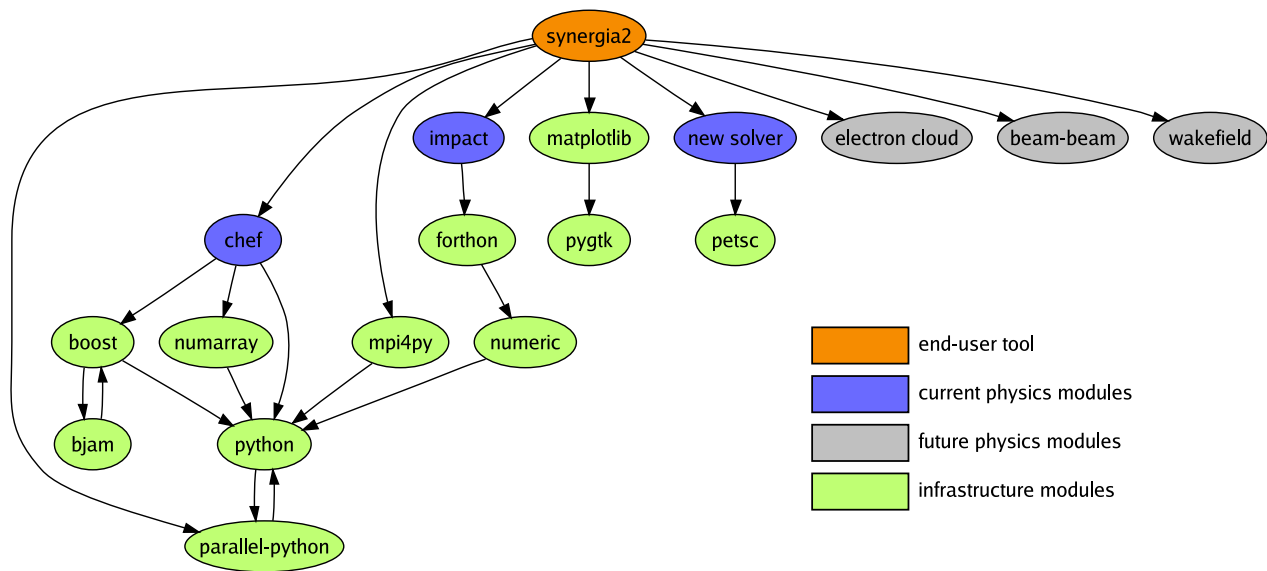 synergia2
impact
matplotlib
new solver
electron cloud
beam-beam
wakefield
chef
forthon
pygtk
petsc
boost
numarray
mpi4py
numeric
end-user tool
current physics modules
bjam
python
future physics modules
infrastructure modules
parallel-python